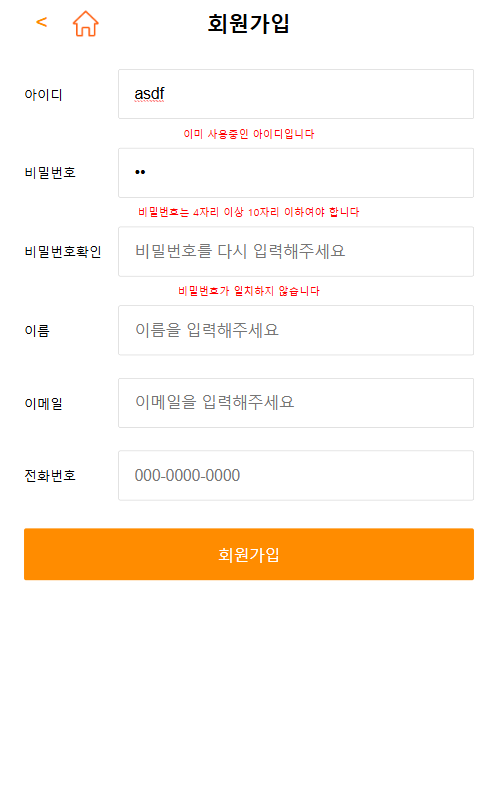 < 회원가입
아이디 asdf
이미 사용중인 아이디입니다
비밀번호 ••
비밀번호는 4자리 이상 10자리 이하여야 합니다
비밀번호확인 비밀번호를 다시 입력해주세요
비밀번호가 일치하지 않습니다
이름 이름을 입력해주세요
이메일 이메일을 입력해주세요
전화번호 000-0000-0000
회원가입